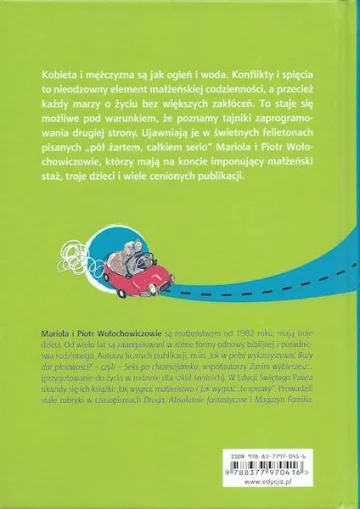 Kobieta i mężczyzna są jak ogień i woda. Konflikty i spięcia
to nieodzowny element małżeńskiej codzienności, a przecież
każdy marzy o życiu bez większych zakłóceń. To staje się
możliwe pod warunkiem, że poznamy tajniki zaprogramo-
wania drugiej strony. Ujawniają je w świetnych felietonach
pisanych „pół żartem, całkiem serio” Mariola i Piotr Woło-
chowiczowie, którzy mają na koncie imponujący małżeński
staż, troje dzieci i wiele cenionych publikacji.
Mariola i Piotr Wołochowiczowie są małżeństwem od 1982 roku, mają troje
dzieci. Od wielu lat są zaangażowani w różne formy odnowy biblijnej i poradnic-
twa rodzinnego. Autorzy licznych publikacji, m.in. Jak w pełni wykorzystywać Boży
dar płciowości? – czyli – Seks po chrześcijańsku, współautorzy Zanim wybierzesz...
(przygotowanie do życia w rodzinie dla szkół średnich). W Edycji Świętego Pawła
ukazały się ich książki: Jak wygrać małżeństwo i Jak wygrać „te sprawy”. Prowadzili
stałe rubryki w czasopismach Droga, Absolutnie fantastyczne i Magazyn Familia.
ISBN 978-83-7797-041-6
9 788377 970416 >
www.edycja.pl